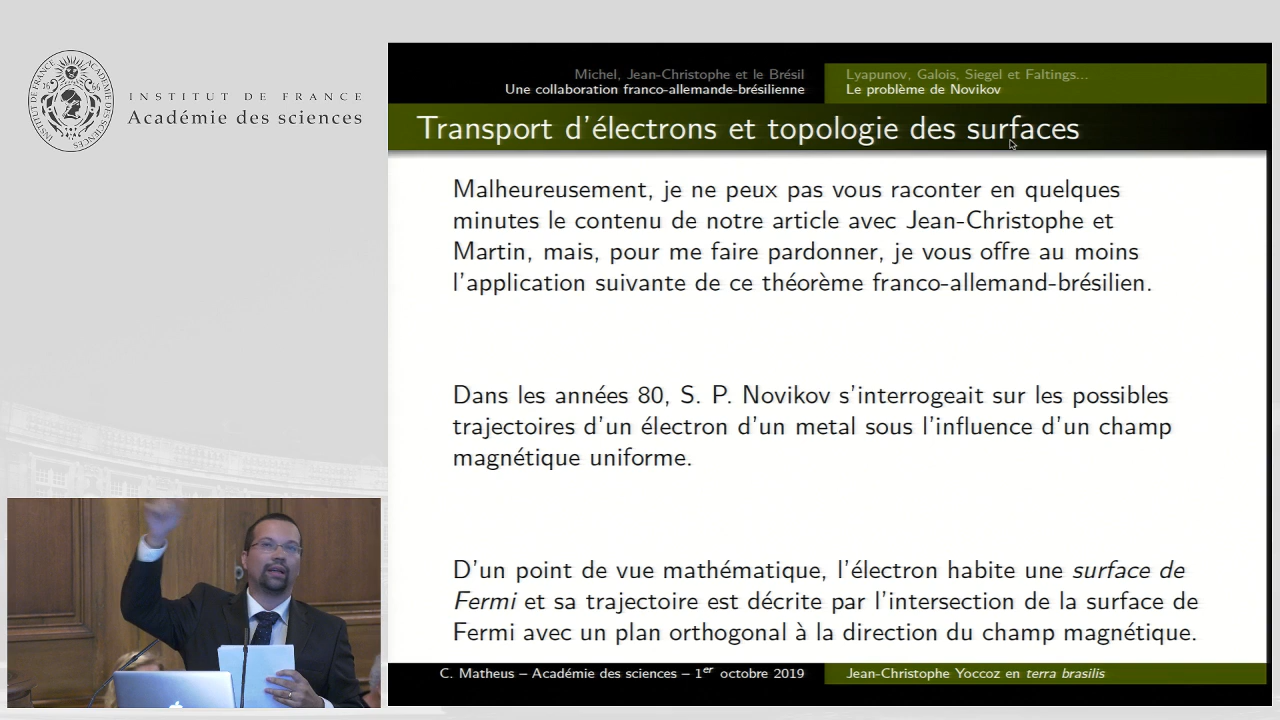 INSTITUT DE FRANCE
Académie des sciences
Michel, Jean-Christophe et le Brésil
Une collaboration franco-allemande-brésilienne
Lyapunov, Galois, Siegel et Faltings...
Le problème de Novikov
Transport d'électrons et topologie des surfaces
Malheureusement, je ne peux pas vous raconter en quelques
minutes le contenu de notre article avec Jean-Christophe et
Martin, mais, pour me faire pardonner, je vous offre au moins
l'application suivante de ce théorème franco-allemand-brésilien.
Dans les années 80, S. P. Novikov s'interrogeait sur les possibles
trajectoires d'un électron d'un metal sous l'influence d'un champ
magnétique uniforme.
D'un point de vue mathématique, l'électron habite une surface de
Fermi et sa trajectoire est décrite par l'intersection de la surface de
Fermi avec un plan orthogonal à la direction du champ magnétique.
C. Matheus – Académie des sciences – 1er octobre 2019
Jean-Christophe Yoccoz en terra brasilis